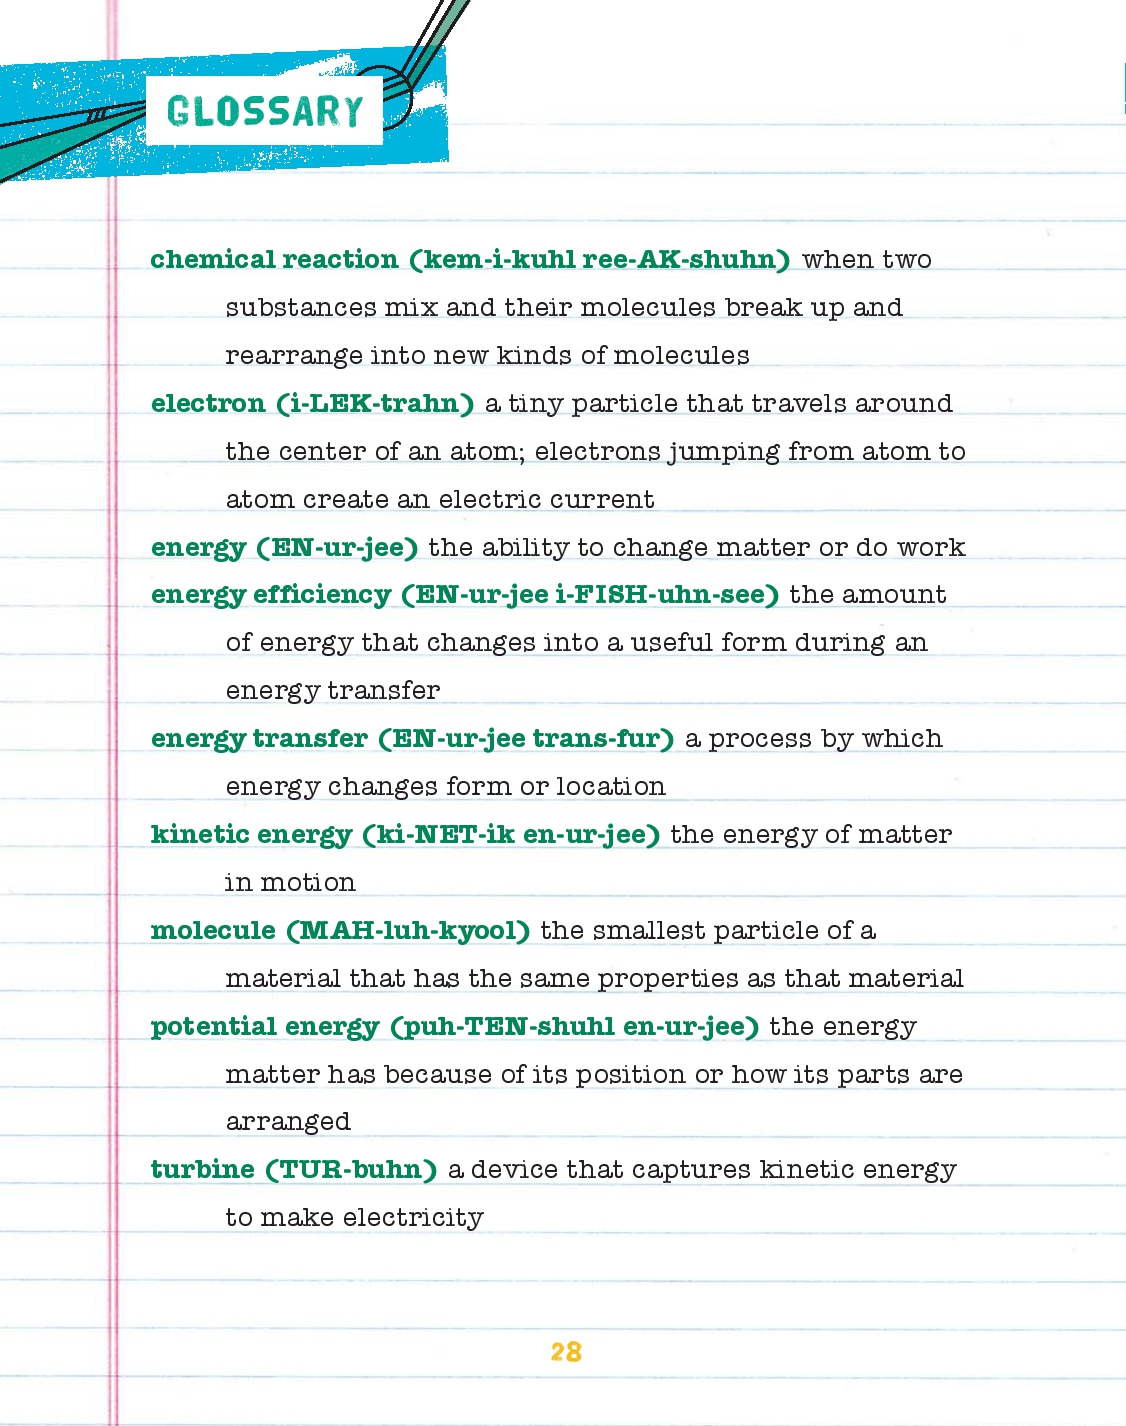 GLOSSARY
chemical reaction (kem-i-kuhl ree-AK-shuhn) when two
substances mix and their molecules break up and
rearrange into new kinds of molecules
electron (i-LEK-trahn) a tiny particle that travels around
the center of an atom; electrons jumping from atom to
atom create an electric current
energy (EN-ur-jee) the ability to change matter or do work
energy efficiency (EN-ur-jee i-FISH-uhn-see) the amount
of energy that changes into a useful form during an
energy transfer
energy transfer (EN-ur-jee trans-fur) a process by which
energy changes form or location
kinetic energy (ki-NET-ik en-ur-jee) the energy of matter
in motion
molecule (MAH-luh-kyool) the smallest particle of a
material that has the same properties as that material
potential energy (puh-TEN-shuhl en-ur-jee) the energy
matter has because of its position or how its parts are
arranged
turbine (TUR-buhn) a device that captures kinetic energy
to make electricity
28